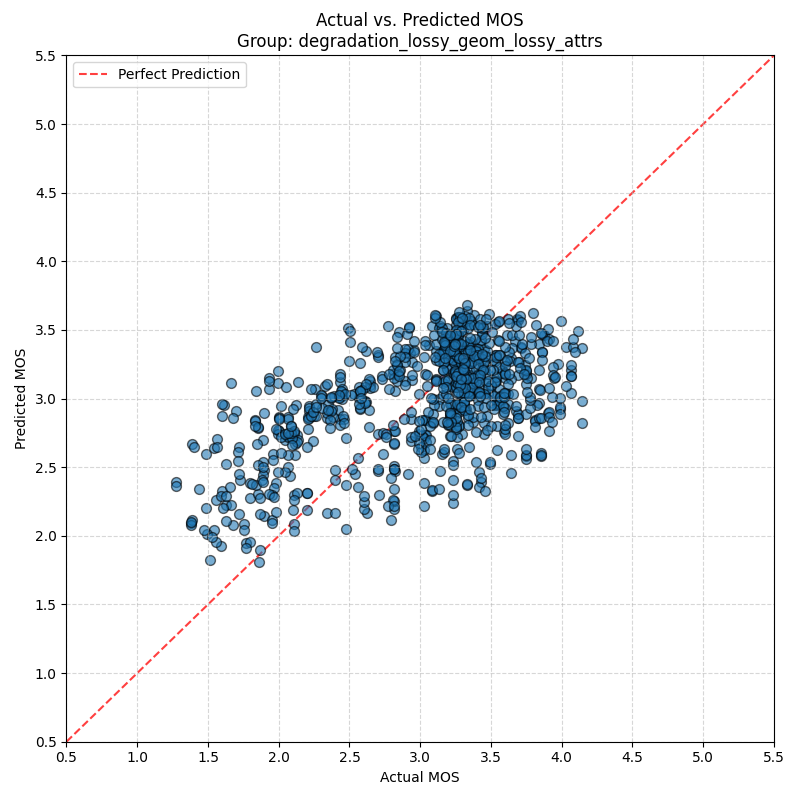 Actual vs. Predicted MOS
Group: degradation_lossy_geom_lossy_attrs
Perfect Prediction
Predicted MOS
5.5
5.0
4.5
4.0
3.5
3.0
2.5
2.0
1.5
1.0
0.5
0.5 1.0 1.5 2.0 2.5 3.0 3.5 4.0 4.5 5.0 5.5
Actual MOS